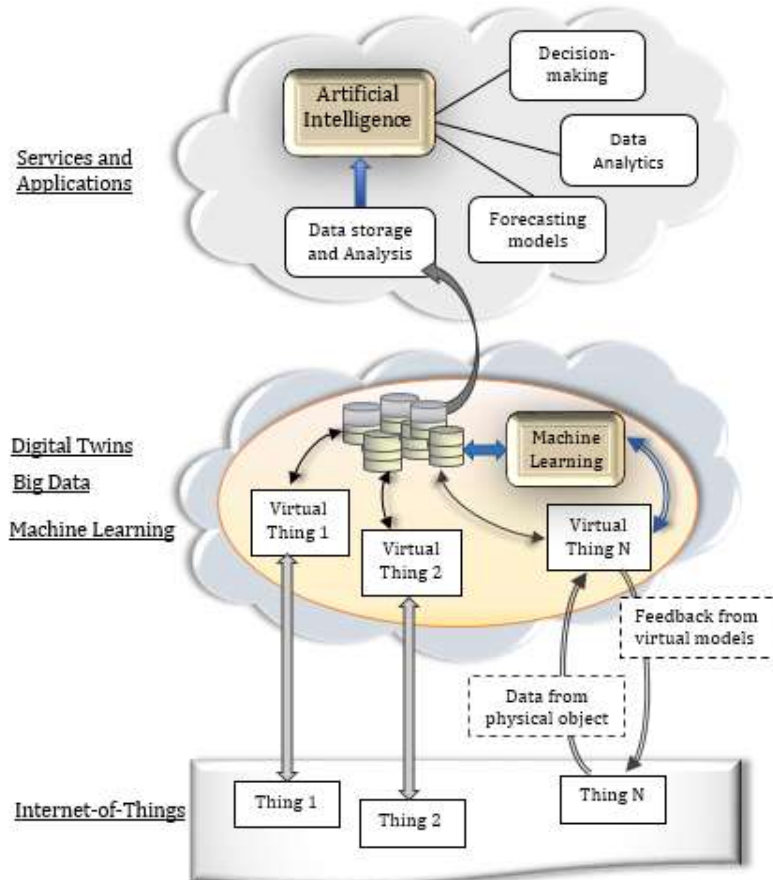 Decision-
making
Artificial
Intelligence
Data
Analytics
Services and
Applications
Data storage
and Analysis
Forecasting
models
Digital Twins
Big Data
Machine Learning
Machine
Learning
Virtual
Thing 1
Virtual
Thing 2
Virtual
Thing N
Feedback from
virtual models
Data from
physical object
Internet-of-Things
Thing 1
Thing 2
Thing N